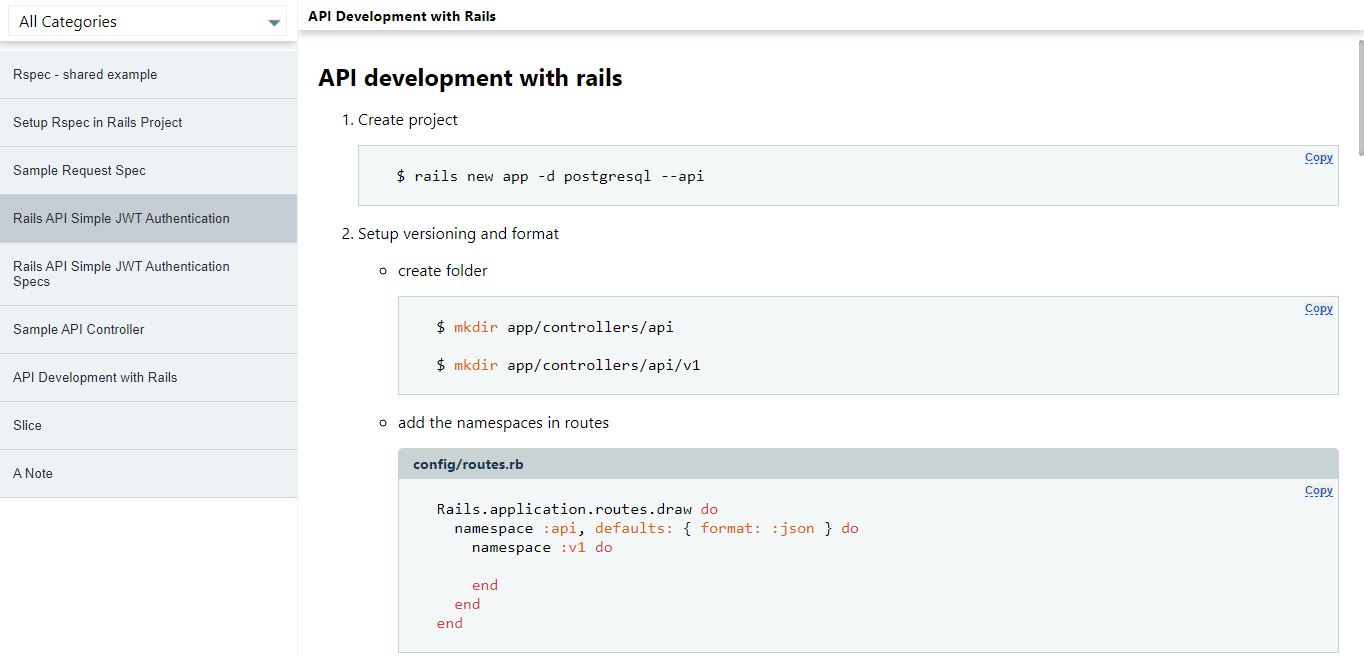 All Categories
Rspec - shared example
Setup Rspec in Rails Project
Sample Request Spec
Rails API Simple JWT Authentication
Rails API Simple JWT Authentication
Specs
Sample API Controller
API Development with Rails
Slice
A Note
API Development with Rails
API development with rails
1. Create project
Copy
$ rails new app -d postgresql --api
2. Setup versioning and format
create folder
Copy
$ mkdir app/controllers/api
$ mkdir app/controllers/api/v1
add the namespaces in routes
config/routes.rb
Copy
Rails.application.routes.draw do
namespace :api, defaults: { format: :json } do
namespace :v1 do
end
end
end